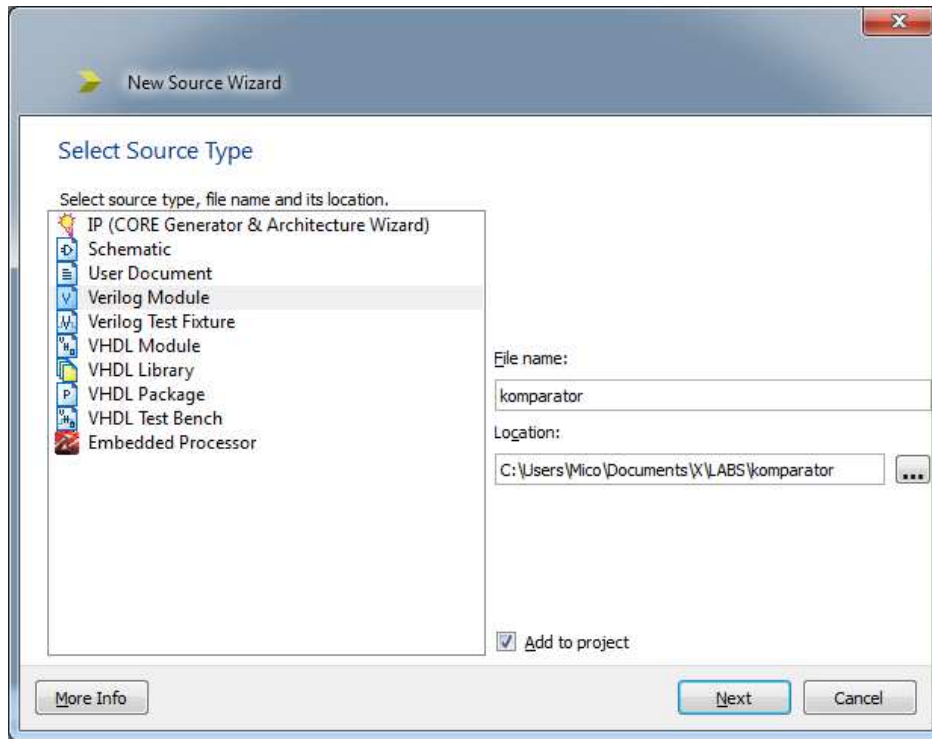 New Source Wizard
Select Source Type
Select source type, file name and its location.
IP (CORE Generator & Architecture Wizard)
Schematic
User Document
Verilog Module
Verilog Test Fixture
VHDL Module
VHDL Library
VHDL Package
VHDL Test Bench
Embedded Processor
File name:
komparator
Location:
C:\Users\Mico\Documents\X\LABS\komparator
...
Add to project
More Info
Next
Cancel